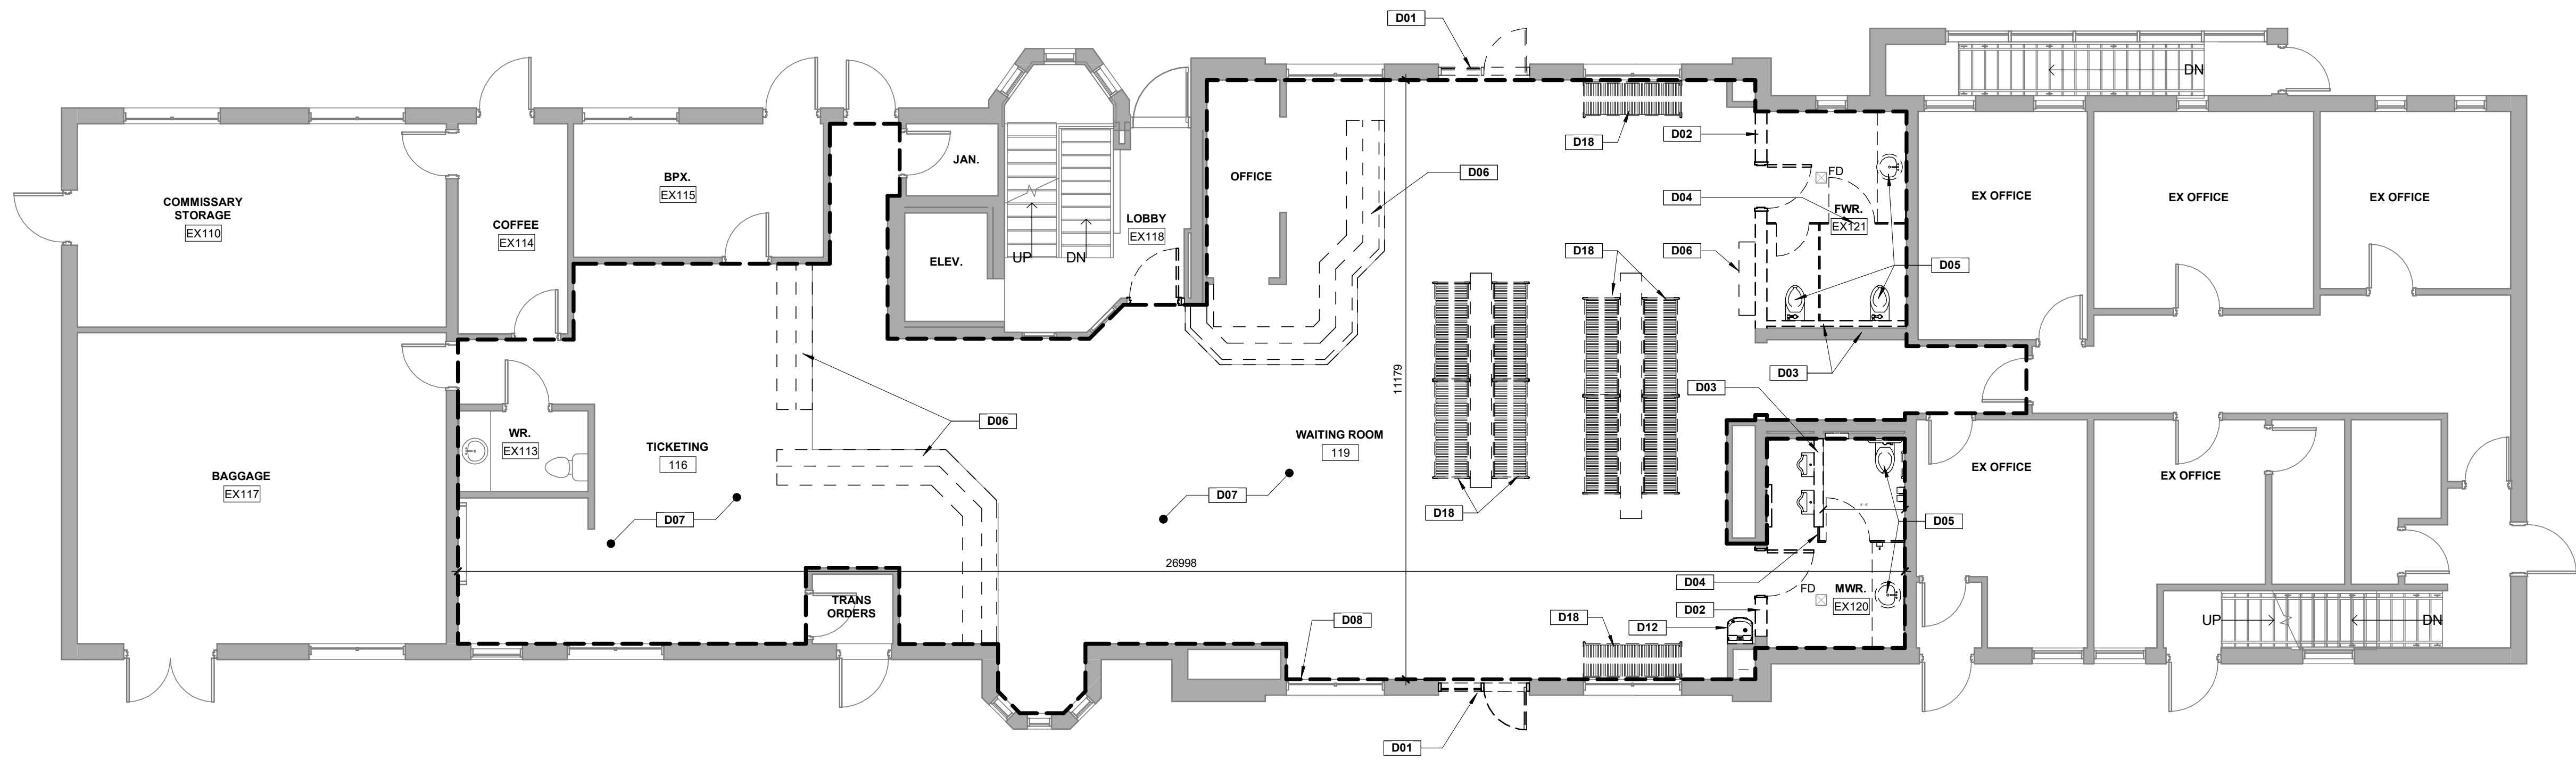 D01
DN
D18
D02
JAN.
BPX.
EX115
OFFICE
D06
FD
COMMISSARY
STORAGE
EX110
COFFEE
EX114
LOBBY
EX118
D04
FWR.
EX121
EX OFFICE
EX OFFICE
EX OFFICE
ELEV.
UP
DN
D18
D06
D05
D03
D03
11179
D06
WR.
EX113
TICKETING
116
WAITING ROOM
119
BAGGAGE
EX117
D07
D07
D18
EX OFFICE
EX OFFICE
D05
26998
D04
FD
MWR.
EX120
TRANS
ORDERS
D08
D18
D12
D02
UP
DN
D01